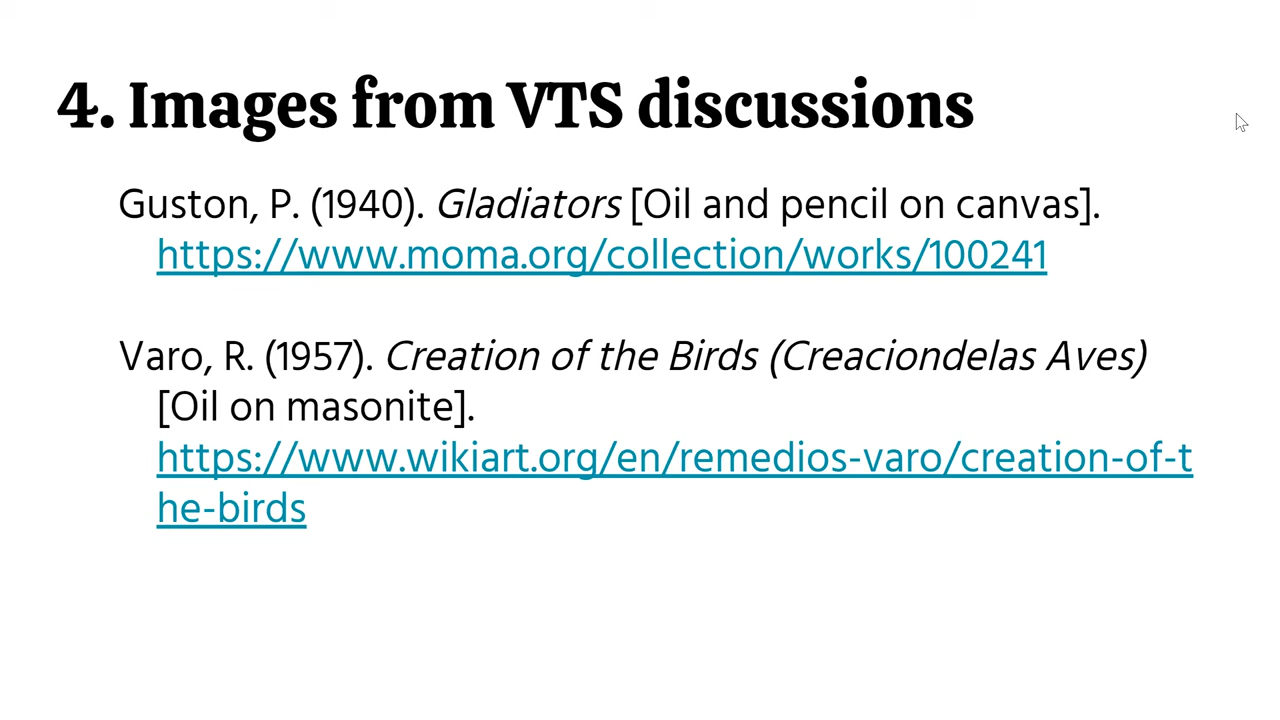 4. Images from VTS discussions
Guston, P. (1940). Gladiators [Oil and pencil on canvas].
https://www.moma.org/collection/works/100241
Varo, R. (1957). Creation of the Birds (Creaciondelas Aves)
[Oil on masonite].
https://www.wikiart.org/en/remedios-varo/creation-of-t
he-birds